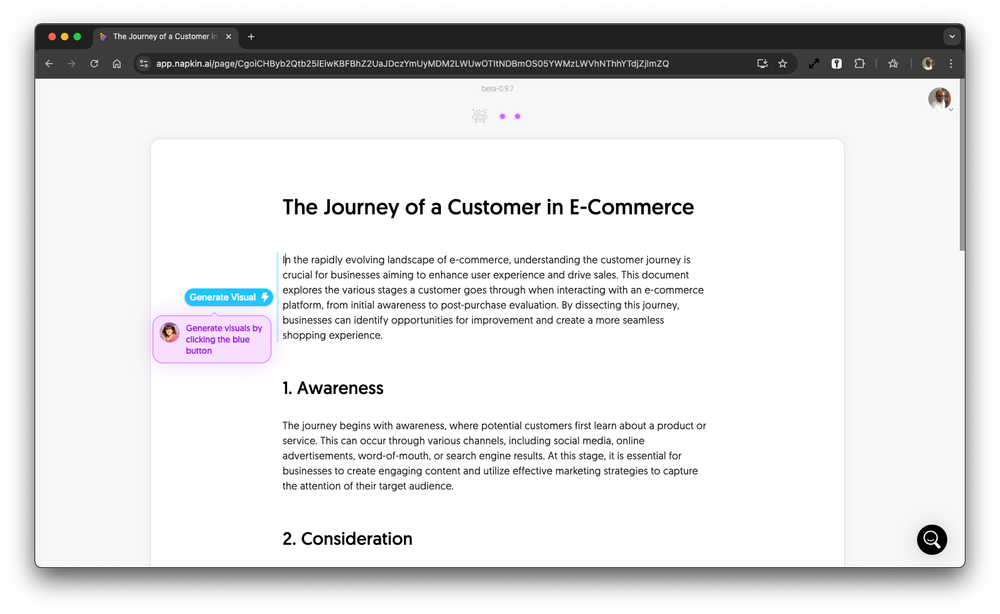 The Journey of a Customer in
beta-0.9.7
The Journey of a Customer in E-Commerce
In the rapidly evolving landscape of e-commerce, understanding the customer journey is
crucial for businesses aiming to enhance user experience and drive sales. This document
explores the various stages a customer goes through when interacting with an e-commerce
platform, from initial awareness to post-purchase evaluation. By dissecting this journey,
businesses can identify opportunities for improvement and create a more seamless
shopping experience.
Generate Visual
Generate visuals by
clicking the blue
button
1. Awareness
The journey begins with awareness, where potential customers first learn about a product or
service. This can occur through various channels, including social media, online
advertisements, word-of-mouth, or search engine results. At this stage, it is essential for
businesses to create engaging content and utilize effective marketing strategies to capture
the attention of their target audience.
2. Consideration